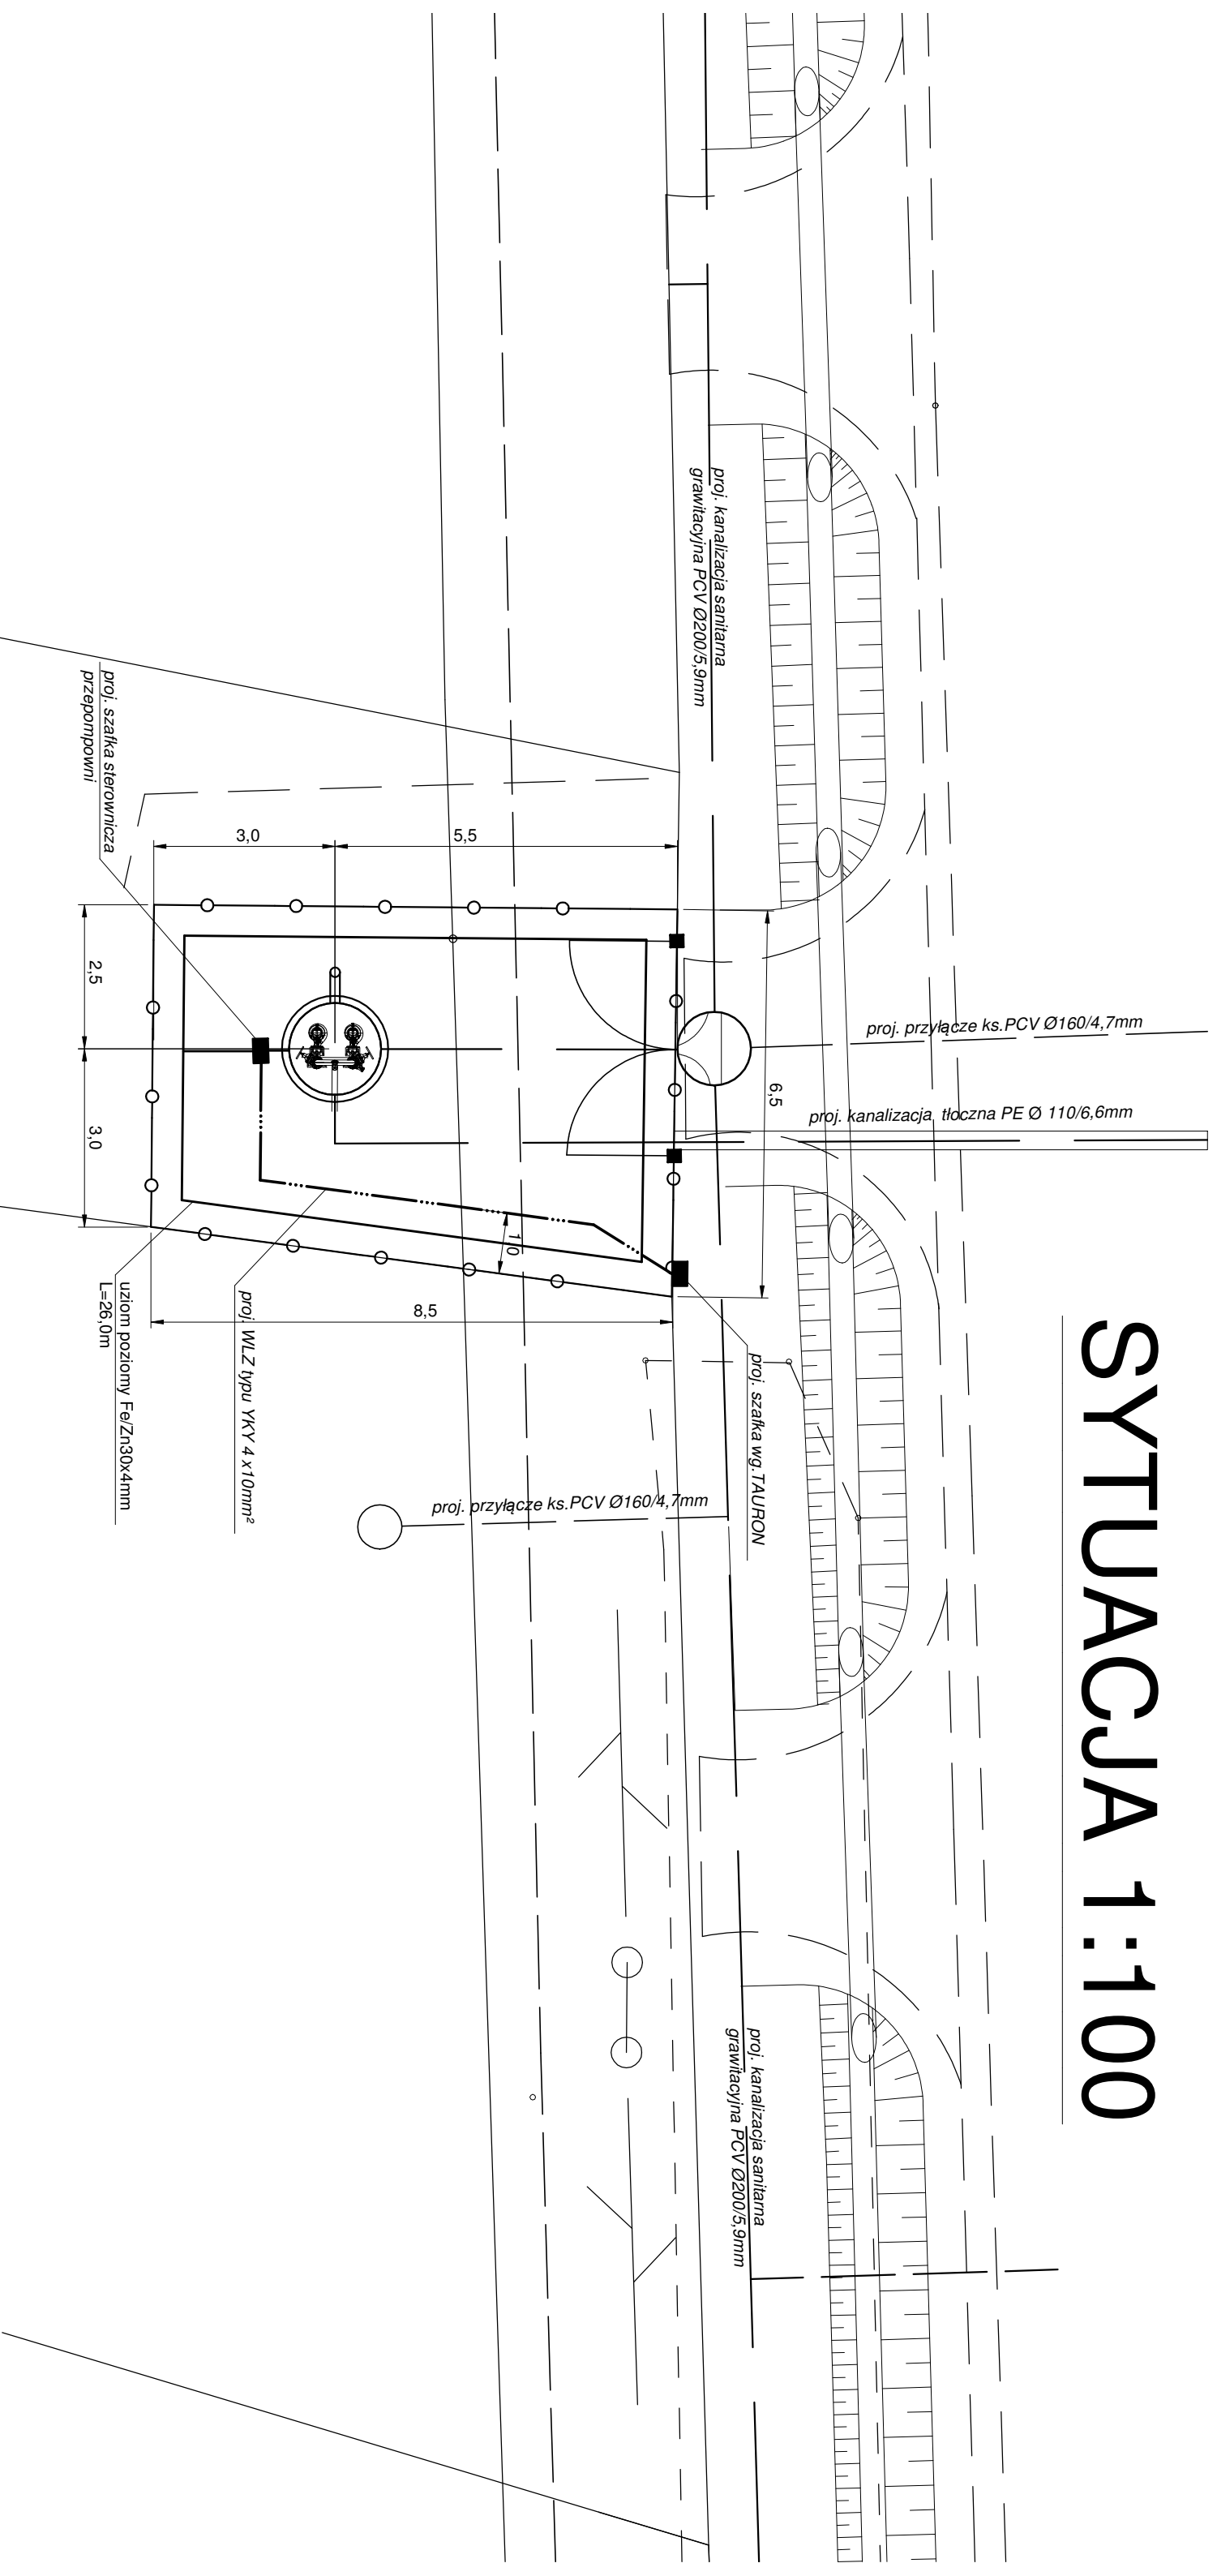 SYTUACJA 1:100
proj. kanalizacja sanitarna
grawitacyjna PCV Ø200/5,9mm
proj. szafka sterownicza
przepompowni
3,0
5,5
2,5
3,0
6,5
1,0
8,5
proj. przyłącze ks.PCV Ø160/4,7mm
proj. kanalizacja tłoczna PE Ø 110/6,6mm
uziom poziomy Fe/Zn30x4mm
L=26,0m
proj. WLZ typu YKY 4 x10mm²
proj. szafka wg.TAURON
proj. przyłącze ks.PCV Ø160/4,7mm
proj. kanalizacja sanitarna
grawitacyjna PCV Ø200/5,9mm